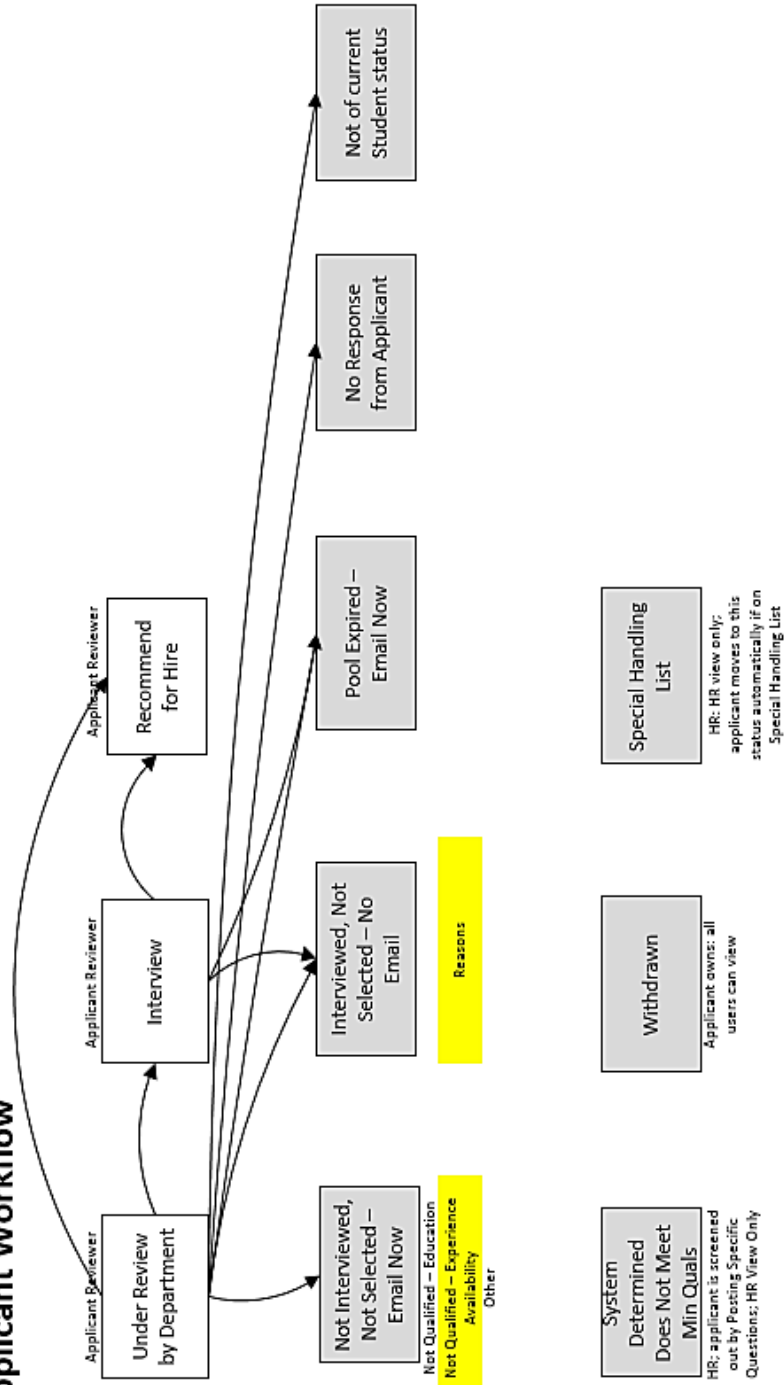 pplicant Workflow
Applicant Reviewer
Under Review
by Department
Applicant Reviewer
Interview
Applicant Reviewer
Recommend
for Hire
Not Interviewed,
Not Selected –
Email Now
Not Qualified – Education
Not Qualified – Experience
Availability
Other
Interviewed, Not
Selected – No
Email
Reasons
Pool Expired –
Email Now
No Response
from Applicant
Not of current
Student status
System
Determined
Does Not Meet
Min Quals
HR; applicant is screened
out by Posting Specific
Questions; HR View Only
Withdrawn
Applicant owns: all
users can view
Special Handling
List
HR: HR view only;
applicant moves to this
status automatically if on
Special Handling List